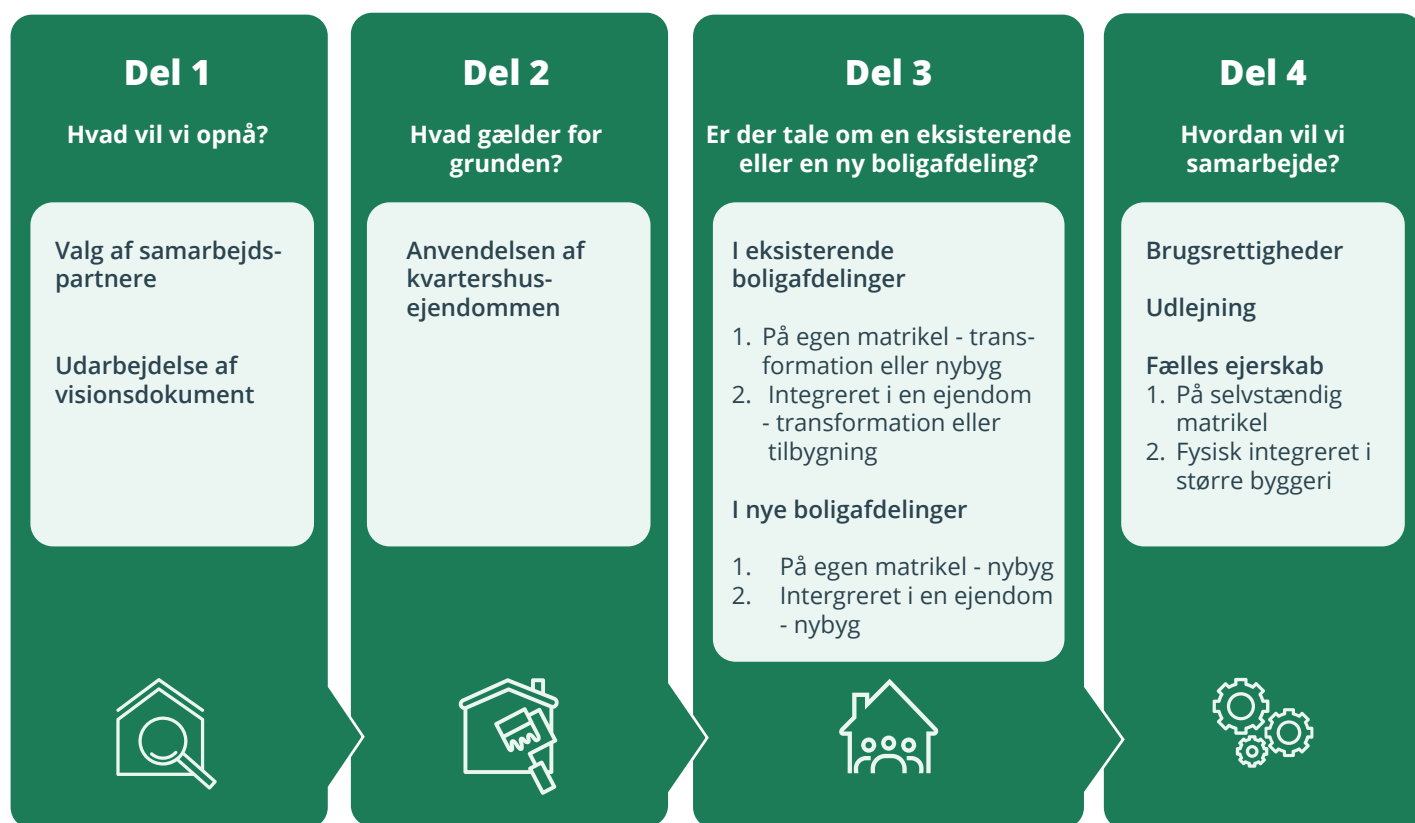 Del 1
Hvad vil vi opnå?
Valg af samarbejds-
partnere
Udarbejdelse af
visionsdokument
Del 2
Hvad gælder for
grunden?
Anvendelsen af
kvartershus-
ejendommen
Del 3
Er der tale om en eksisterende
eller en ny boligafdeling?
I eksisterende
boligafdelinger
1. På egen matrikel - trans-
formation eller nybyg
2. Integreret i en ejendom
- transformation eller
tilbygning
I nye boligafdelinger
1. På egen matrikel - nybyg
2. Intergreret i en ejendom
- nybyg
Del 4
Hvordan vil vi
samarbejde?
Brugsrettigheder
Udlejning
Fælles ejerskab
1. På selvstændig
matrikel
2. Fysisk integreret i
større byggeri